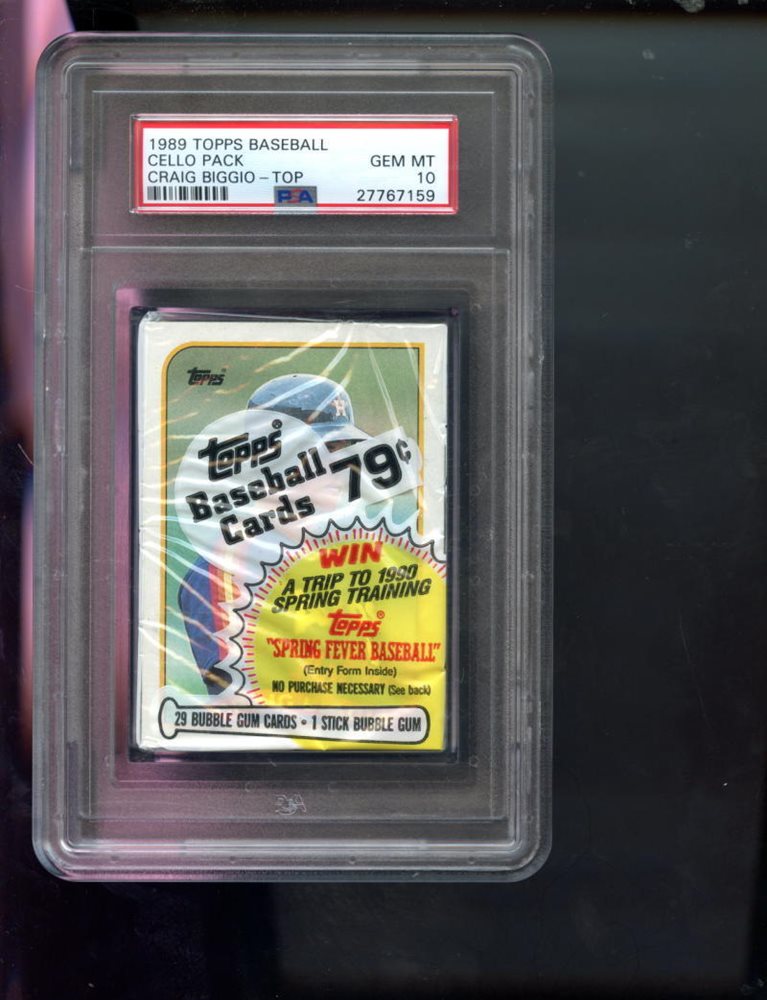 1989 TOPPS BASEBALL
CELLO PACK GEM MT
CRAIG BIGGIO - TOP 10
PSA 27767159
Topps
H
Topps®
Baseball
Cards 79¢
WIN
A TRIP TO 1990
SPRING TRAINING
Topps®
"SPRING FEVER BASEBALL"
(Entry Form Inside)
NO PURCHASE NECESSARY (See back)
29 BUBBLE GUM CARDS • 1 STICK BUBBLE GUM
PSA